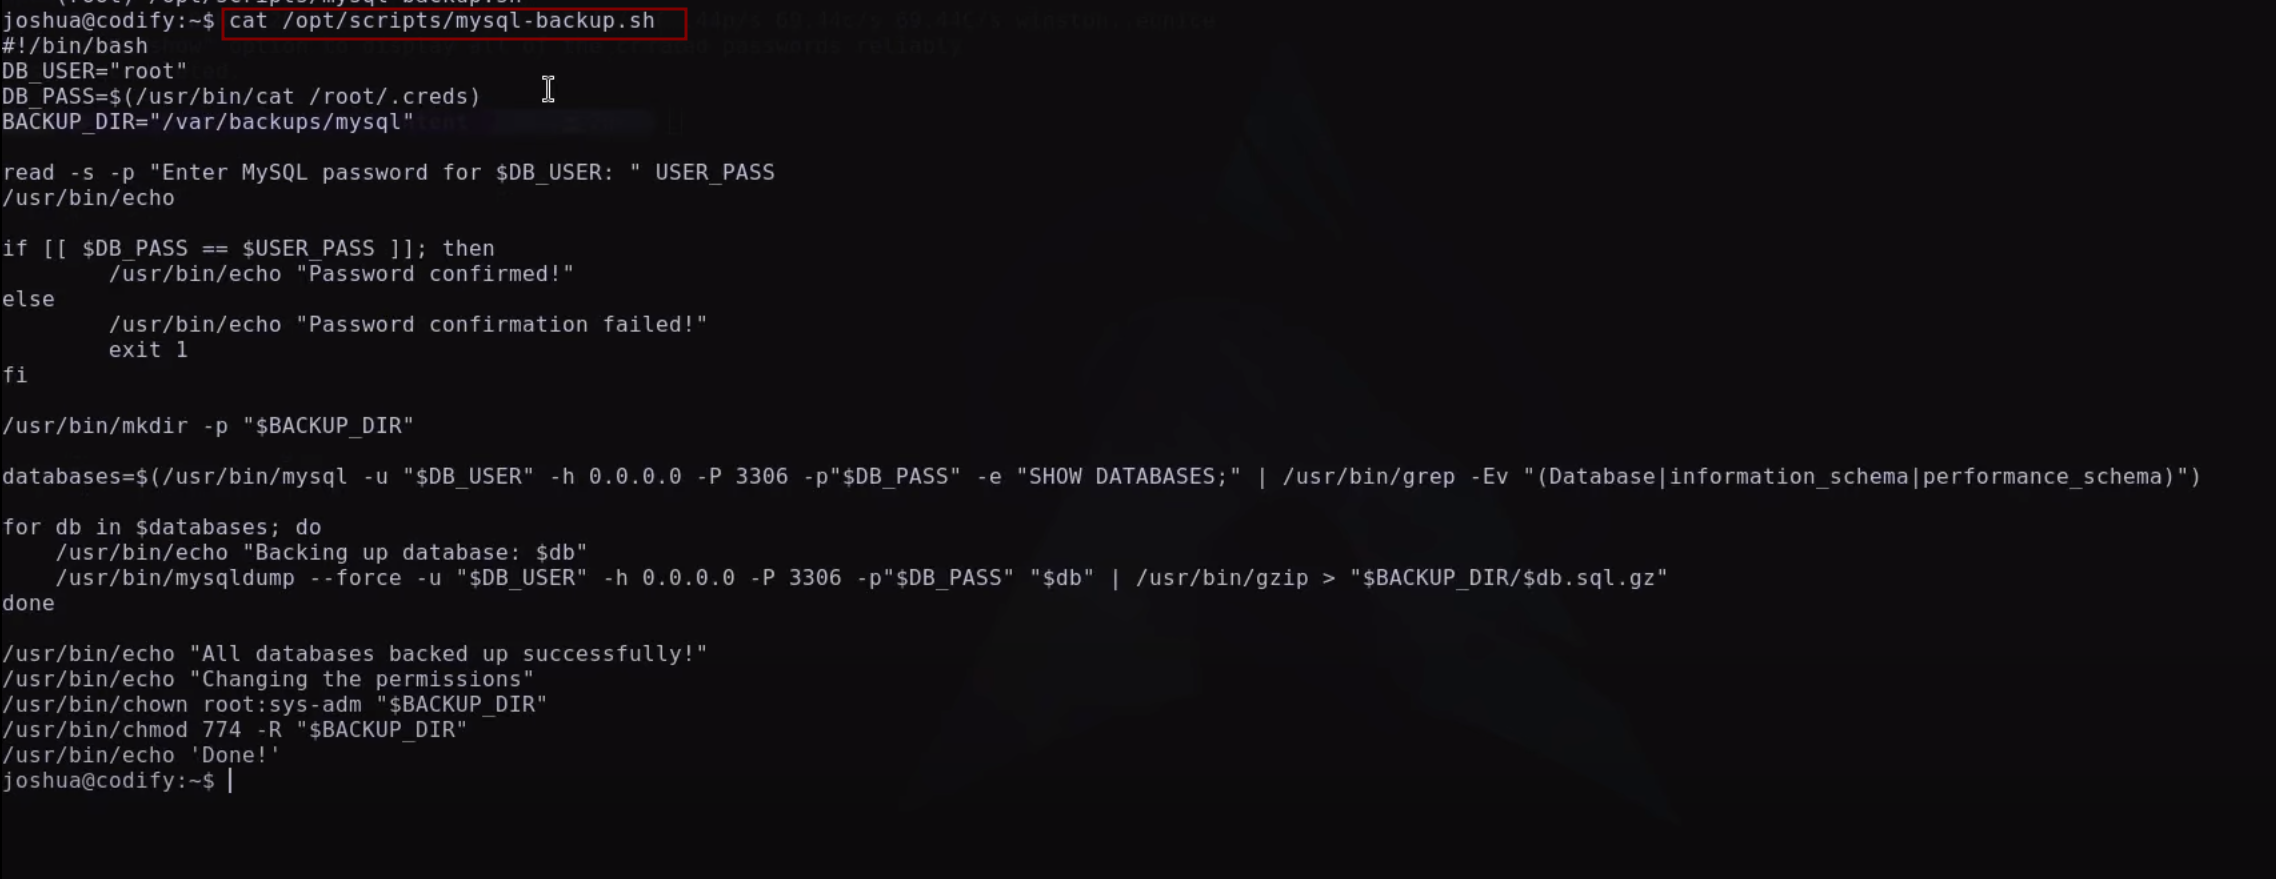 joshua@codify:~$ cat /opt/scripts/mysql-backup.sh
#!/bin/bash
DB_USER="root"
DB_PASS=$(/usr/bin/cat /root/.creds)
BACKUP_DIR="/var/backups/mysql"

read -s -p "Enter MySQL password for $DB_USER: " USER_PASS
/usr/bin/echo

if [[ $DB_PASS == $USER_PASS ]]; then
        /usr/bin/echo "Password confirmed!"
else
        /usr/bin/echo "Password confirmation failed!"
        exit 1
fi

/usr/bin/mkdir -p "$BACKUP_DIR"

databases=$(/usr/bin/mysql -u "$DB_USER" -h 0.0.0.0 -P 3306 -p"$DB_PASS" -e "SHOW DATABASES;" | /usr/bin/grep -Ev "(Database|information_schema|performance_schema)")

for db in $databases; do
    /usr/bin/echo "Backing up database: $db"
    /usr/bin/mysqldump --force -u "$DB_USER" -h 0.0.0.0 -P 3306 -p"$DB_PASS" "$db" | /usr/bin/gzip > "$BACKUP_DIR/$db.sql.gz"
done

/usr/bin/echo "All databases backed up successfully!"
/usr/bin/echo "Changing the permissions"
/usr/bin/chown root:sys-adm "$BACKUP_DIR"
/usr/bin/chmod 774 -R "$BACKUP_DIR"
/usr/bin/echo 'Done!'
joshua@codify:~$